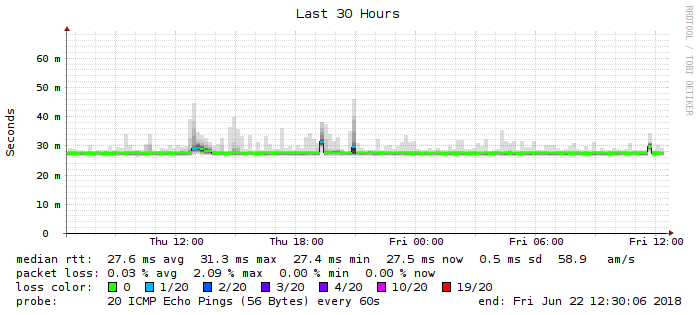 Last 30 Hours
RRDTOOL / TOBI OETIKER
Seconds
60 m
50 m
40 m
30 m
20 m
10 m
0
Thu 12:00 Thu 18:00 Fri 00:00 Fri 06:00 Fri 12:00
median rtt: 27.6 ms avg 31.3 ms max 27.4 ms min 27.5 ms now 0.5 ms sd 58.9 am/s
packet loss: 0.03 % avg 2.09 % max 0.00 % min 0.00 % now
loss color: 0 1/20 2/20 3/20 4/20 10/20 19/20
probe: 20 ICMP Echo Pings (56 Bytes) every 60s end: Fri Jun 22 12:30:06 2018